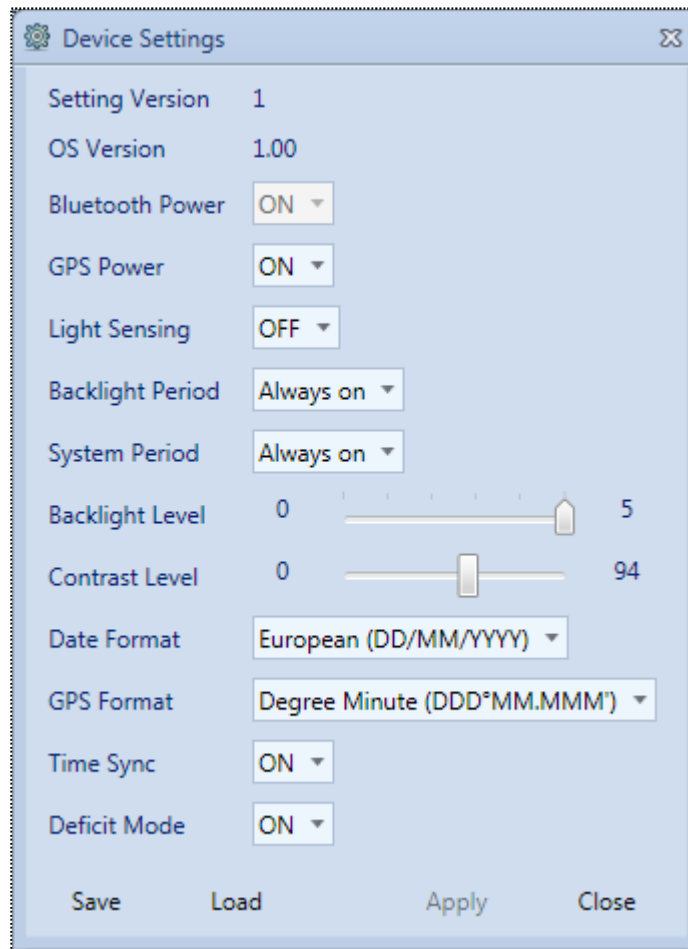 Device Settings
Setting Version 1
OS Version 1.00
Bluetooth Power ON
GPS Power ON
Light Sensing OFF
Backlight Period Always on
System Period Always on
Backlight Level 0 5
Contrast Level 0 94
Date Format European (DD/MM/YYYY)
GPS Format Degree Minute (DDD°MM.MMM')
Time Sync ON
Deficit Mode ON
Save Load Apply Close